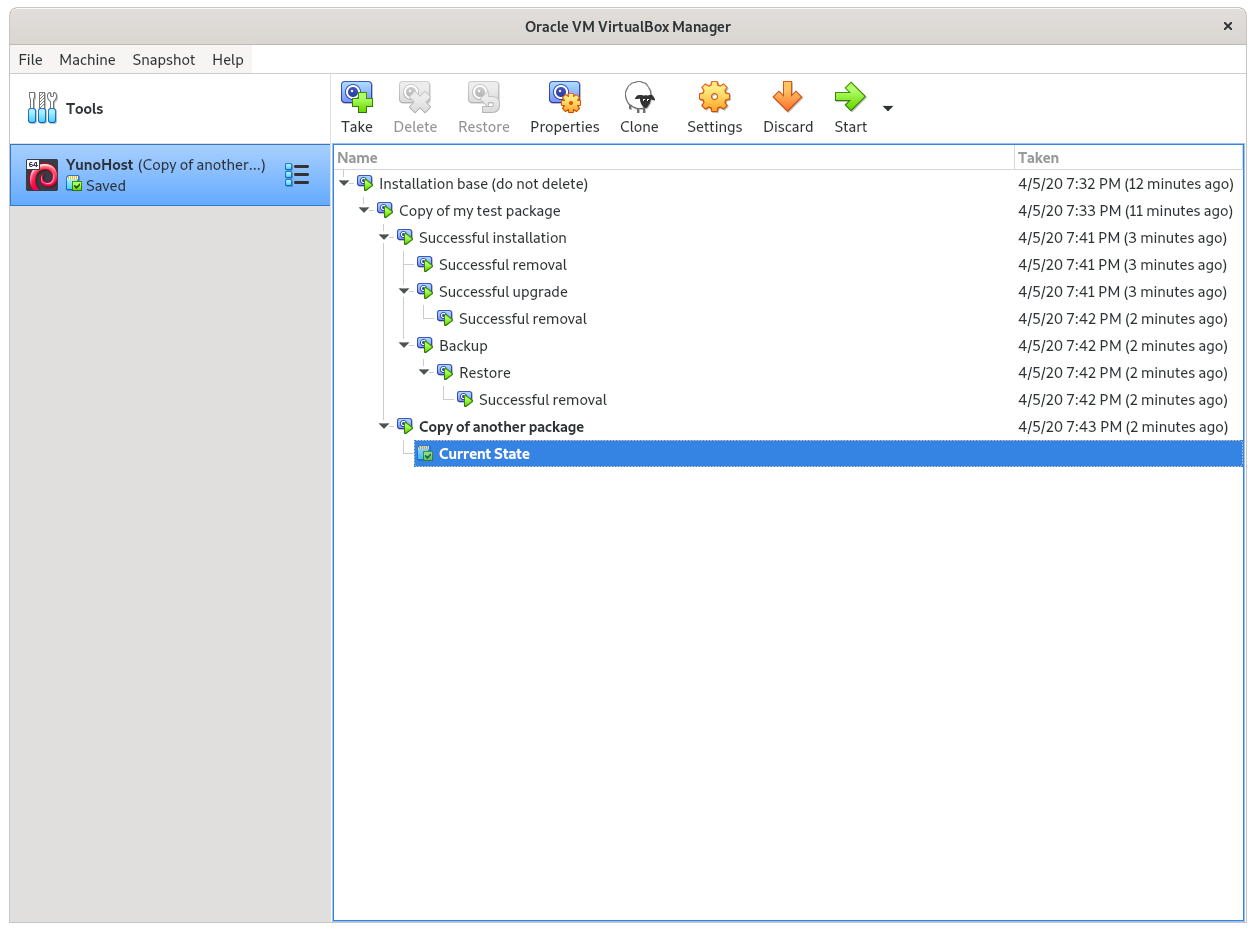 Oracle VM VirtualBox Manager
File Machine Snapshot Help
Tools
Take Delete Restore Properties Clone Settings Discard Start
64
YunoHost (Copy of another...)
Saved
Name Taken
Installation base (do not delete) 4/5/20 7:32 PM (12 minutes ago)
Copy of my test package 4/5/20 7:33 PM (11 minutes ago)
Successful installation 4/5/20 7:41 PM (3 minutes ago)
Successful removal 4/5/20 7:41 PM (3 minutes ago)
Successful upgrade 4/5/20 7:41 PM (3 minutes ago)
Successful removal 4/5/20 7:42 PM (2 minutes ago)
Backup 4/5/20 7:42 PM (2 minutes ago)
Restore 4/5/20 7:42 PM (2 minutes ago)
Successful removal 4/5/20 7:42 PM (2 minutes ago)
Copy of another package 4/5/20 7:43 PM (2 minutes ago)
Current State